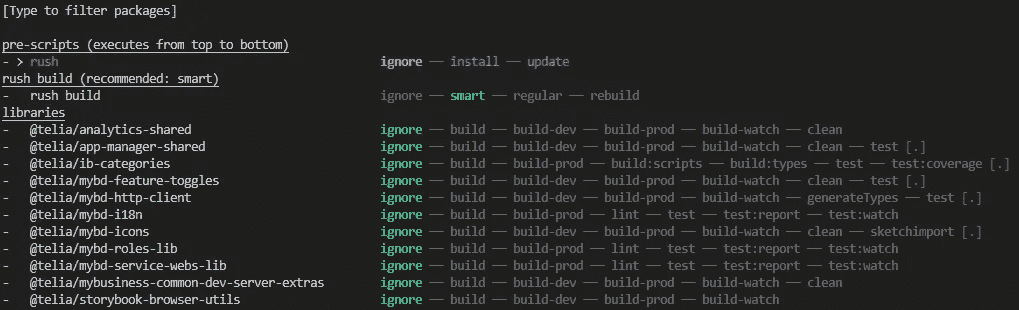 [Type to filter packages]
pre-scripts (executes from top to bottom)
- > rush ignore — install — update
rush build (recommended: smart)
- rush build ignore — smart — regular — rebuild
libraries
- @telia/analytics-shared ignore — build — build-dev — build-prod — build-watch — clean
- @telia/app-manager-shared ignore — build — build-dev — build-prod — build-watch — clean — test [.]
- @telia/ib-categories ignore — build — build-prod — build:scripts — build:types — test — test:coverage [.]
- @telia/mybd-feature-toggles ignore — build — build-dev — build-prod — build-watch — clean — test [.]
- @telia/mybd-http-client ignore — build — build-dev — build-prod — build-watch — generateTypes — test [.]
- @telia/mybd-i18n ignore — build — build-prod — lint — test — test:report — test:watch
- @telia/mybd-icons ignore — build — build-dev — build-prod — build-watch — clean — sketchimport [.]
- @telia/mybd-roles-lib ignore — build — build-prod — lint — test — test:report — test:watch
- @telia/mybd-service-webs-lib ignore — build — build-prod — lint — test — test:report — test:watch
- @telia/mybusiness-common-dev-server-extras ignore — build — build-dev — build-prod — build-watch — clean
- @telia/storybook-browser-utils ignore — build — build-dev — build-prod — build-watch